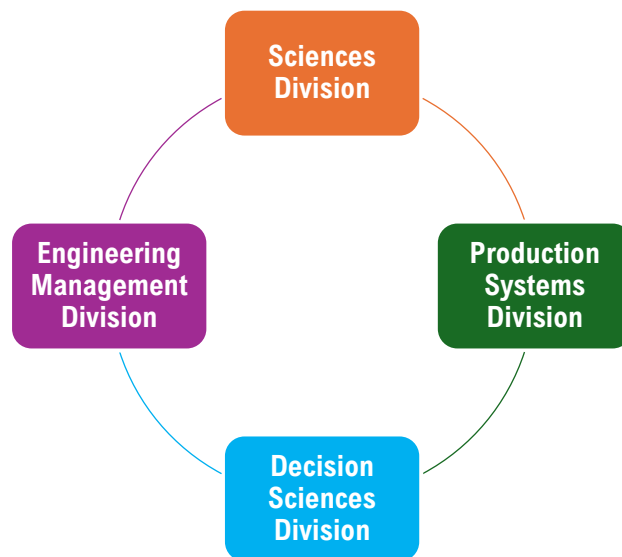 Sciences
Division
Production
Systems
Division
Decision
Sciences
Division
Engineering
Management
Division